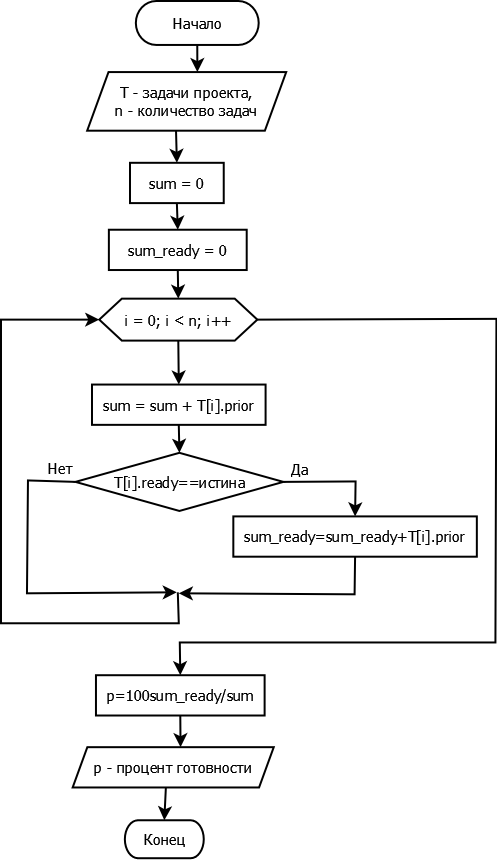 Начало
T - задачи проекта,
n - количество задач
sum = 0
sum_ready = 0
i = 0; i < n; i++
sum = sum + T[i].prior
Нет
T[i].ready==истина
Да
sum_ready=sum_ready+T[i].prior
p=100sum_ready/sum
p - процент готовности
Конец